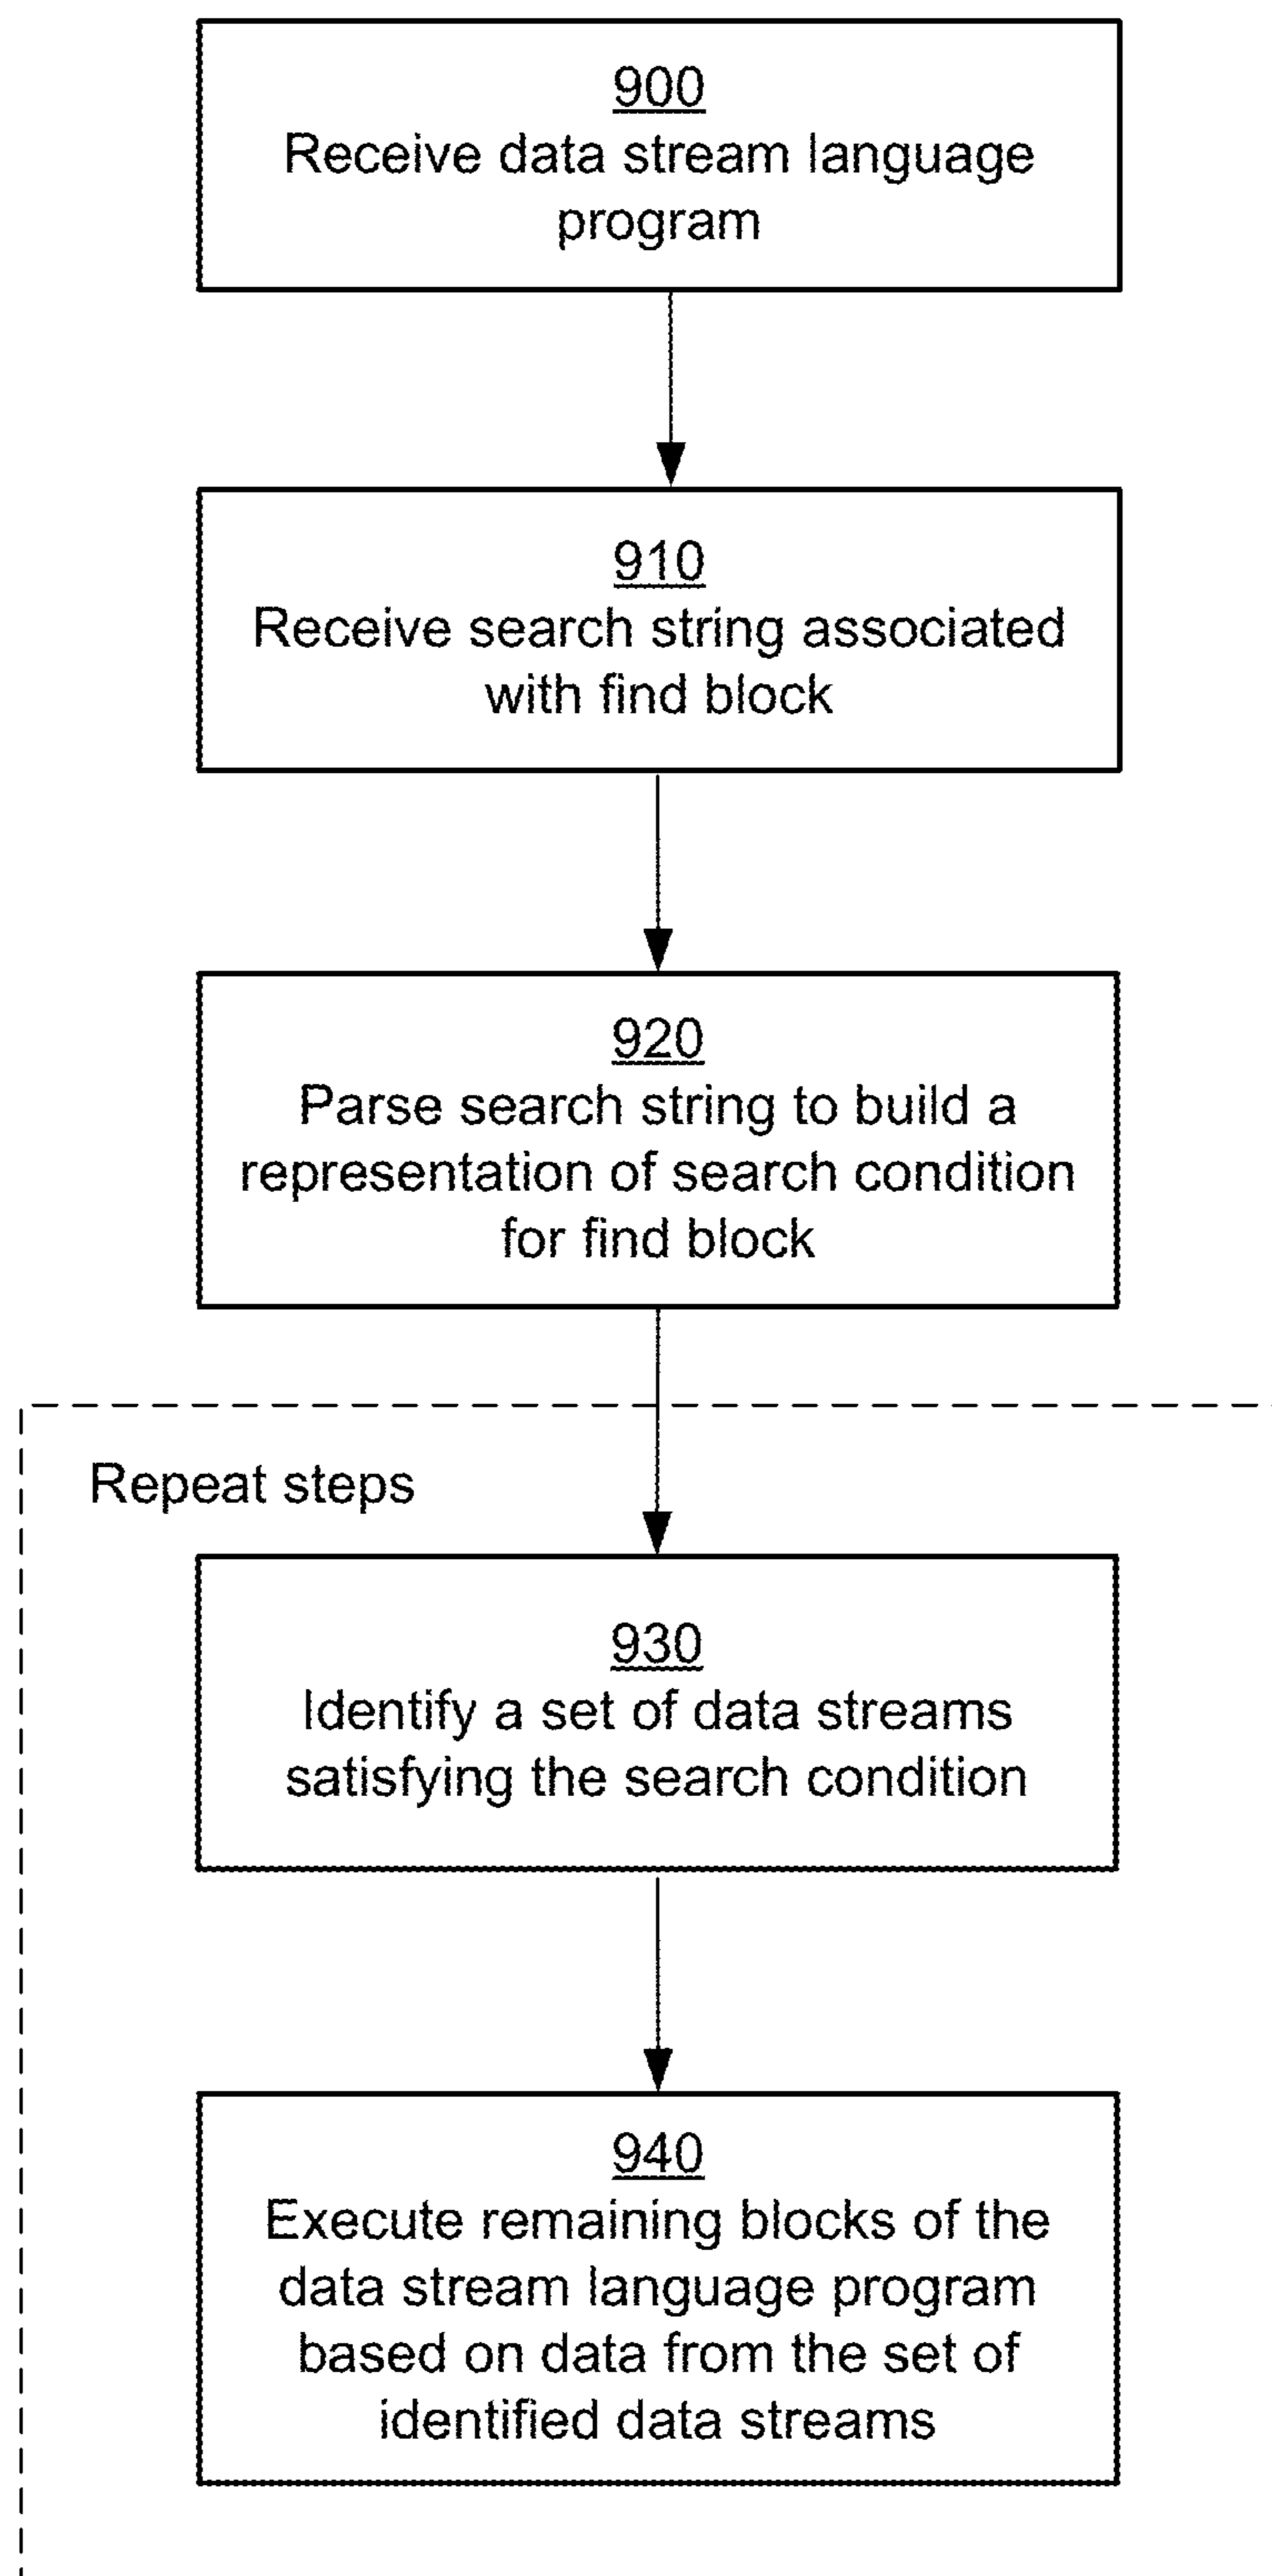 900
Receive data stream language
program
910
Receive search string associated
with find block
920
Parse search string to build a
representation of search condition
for find block
Repeat steps
930
Identify a set of data streams
satisfying the search condition
940
Execute remaining blocks of the
data stream language program
based on data from the set of
identified data streams